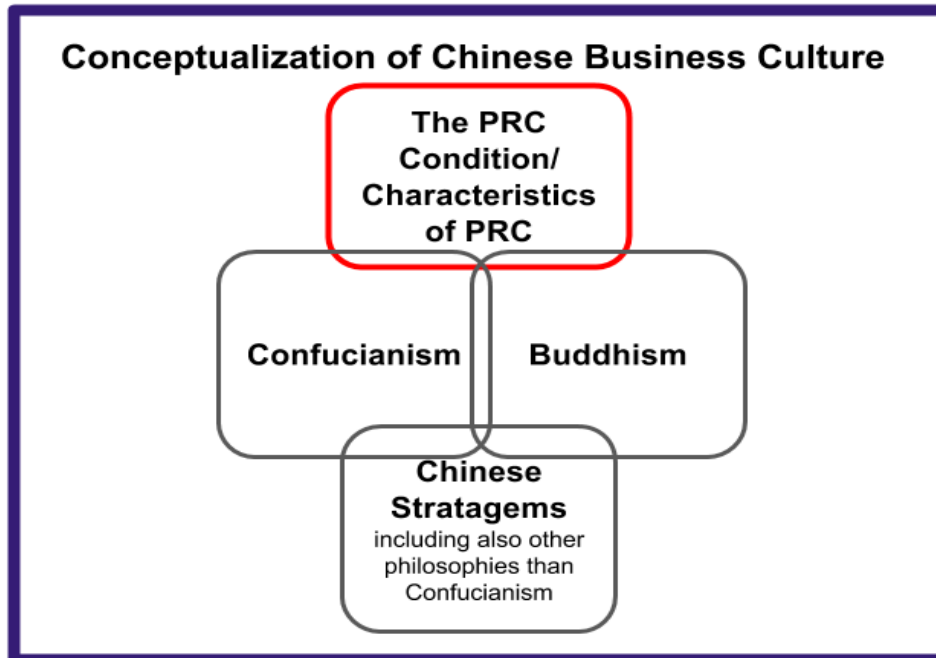 Conceptualization of Chinese Business Culture
The PRC
Condition/
Characteristics
of PRC
Confucianism
Buddhism
Chinese
Stratagems
including also other
philosophies than
Confucianism